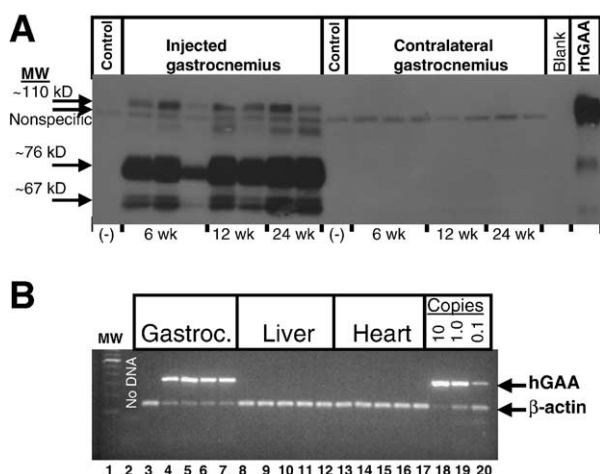 A
Control
Injected
gastrocnemius
Control
Contralateral
gastrocnemius
Blank
rhGAA
MW
~110 kD
Nonspecific
~76 kD
~67 kD
(-) 6 wk 12 wk 24 wk (-) 6 wk 12 wk 24 wk
B
MW
No DNA
Gastroc. Liver Heart
Copies
10 1.0 0.1
hGAA
β-actin
1 2 3 4 5 6 7 8 9 10 11 12 13 14 15 16 17 18 19 20